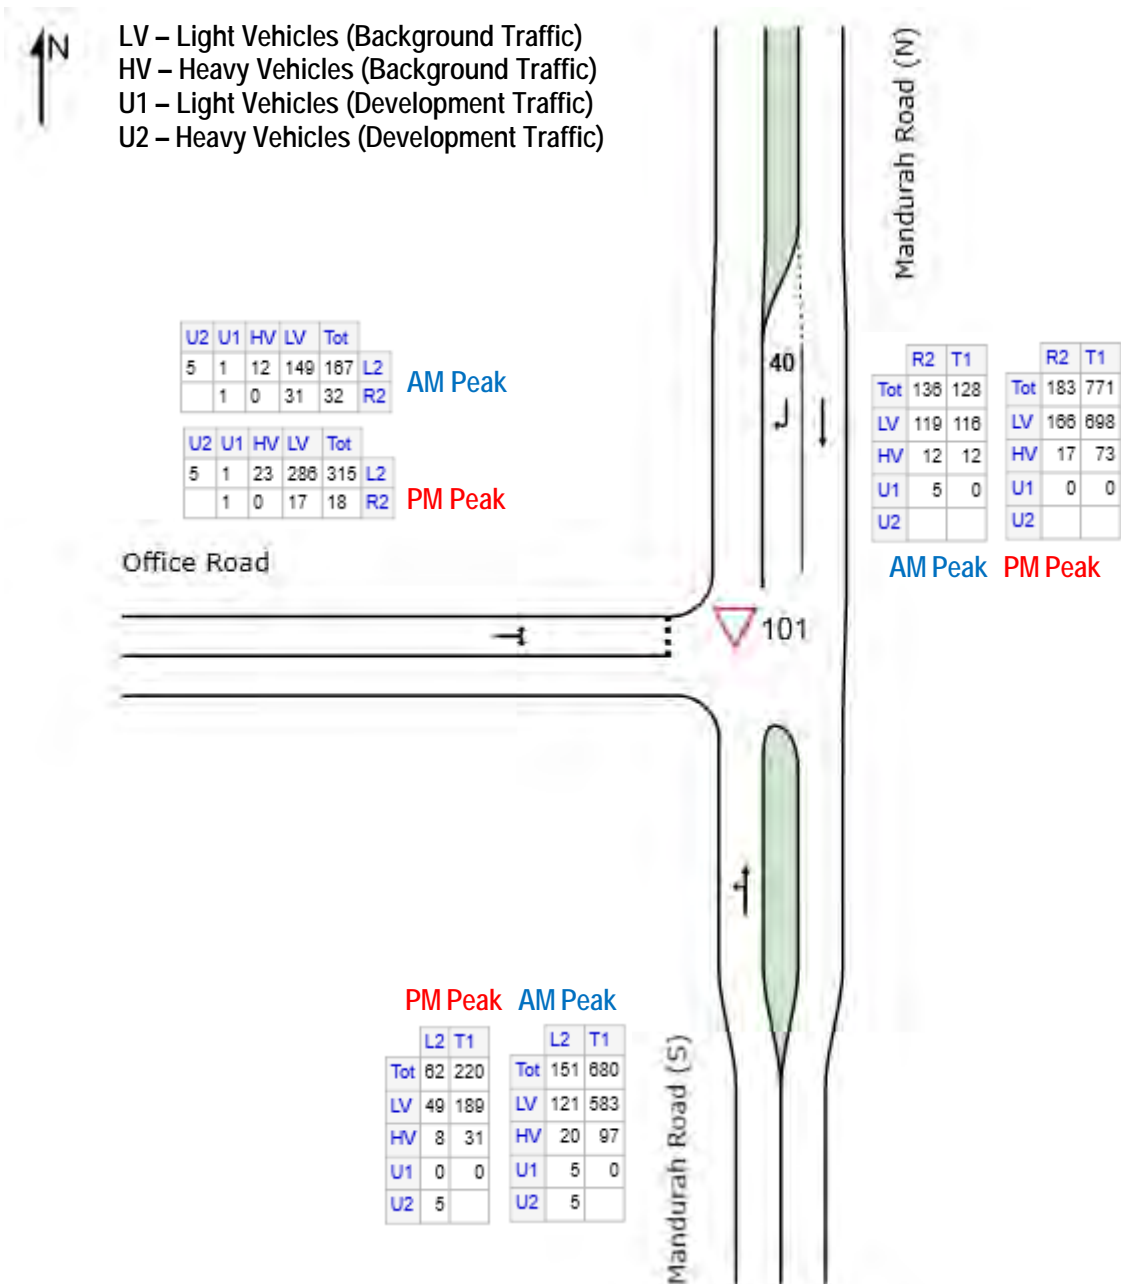 N
LV – Light Vehicles (Background Traffic)
HV – Heavy Vehicles (Background Traffic)
U1 – Light Vehicles (Development Traffic)
U2 – Heavy Vehicles (Development Traffic)
Mandurah Road (N)
U2 U1 HV LV Tot
5 1 12 149 167 L2
1 0 31 32 R2
AM Peak
U2 U1 HV LV Tot
5 1 23 286 315 L2
1 0 17 18 R2
PM Peak
40
R2 T1
Tot 136 128
LV 119 116
HV 12 12
U1 5 0
U2
AM Peak
R2 T1
Tot 183 771
LV 166 698
HV 17 73
U1 0 0
U2
PM Peak
Office Road
101
PM Peak
L2 T1
Tot 62 220
LV 49 189
HV 8 31
U1 0 0
U2 5
AM Peak
L2 T1
Tot 151 680
LV 121 583
HV 20 97
U1 5 0
U2 5
Mandurah Road (S)